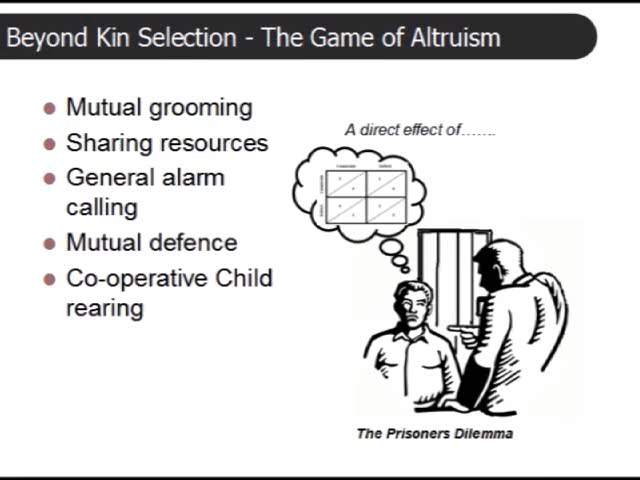 Beyond Kin Selection - The Game of Altruism
Mutual grooming
Sharing resources
General alarm
calling
Mutual defence
Co-operative Child
rearing
A direct effect of…….
The Prisoners Dilemma